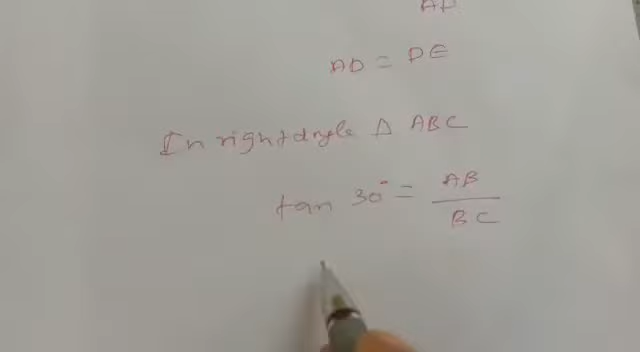 AD = DE
In right angle Δ ABC
tan 30° = AB / BC